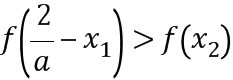 f(2/a − x₁) > f(x₂)